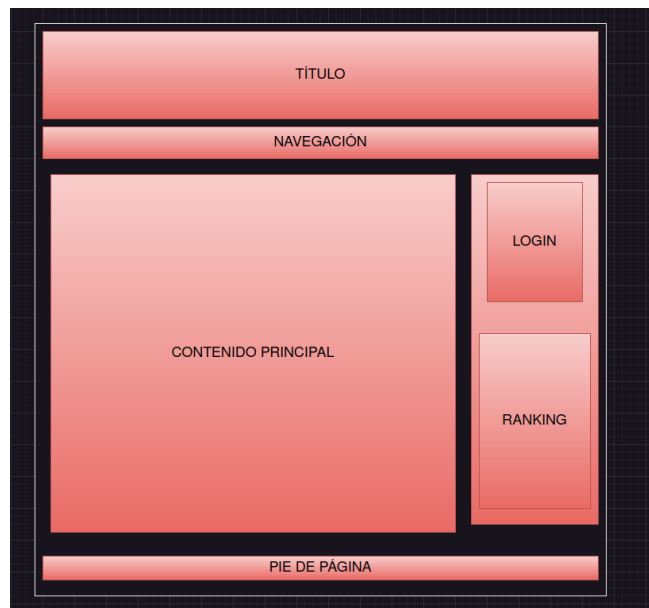 TÍTULO
NAVEGACIÓN
CONTENIDO PRINCIPAL
LOGIN
RANKING
PIE DE PÁGINA